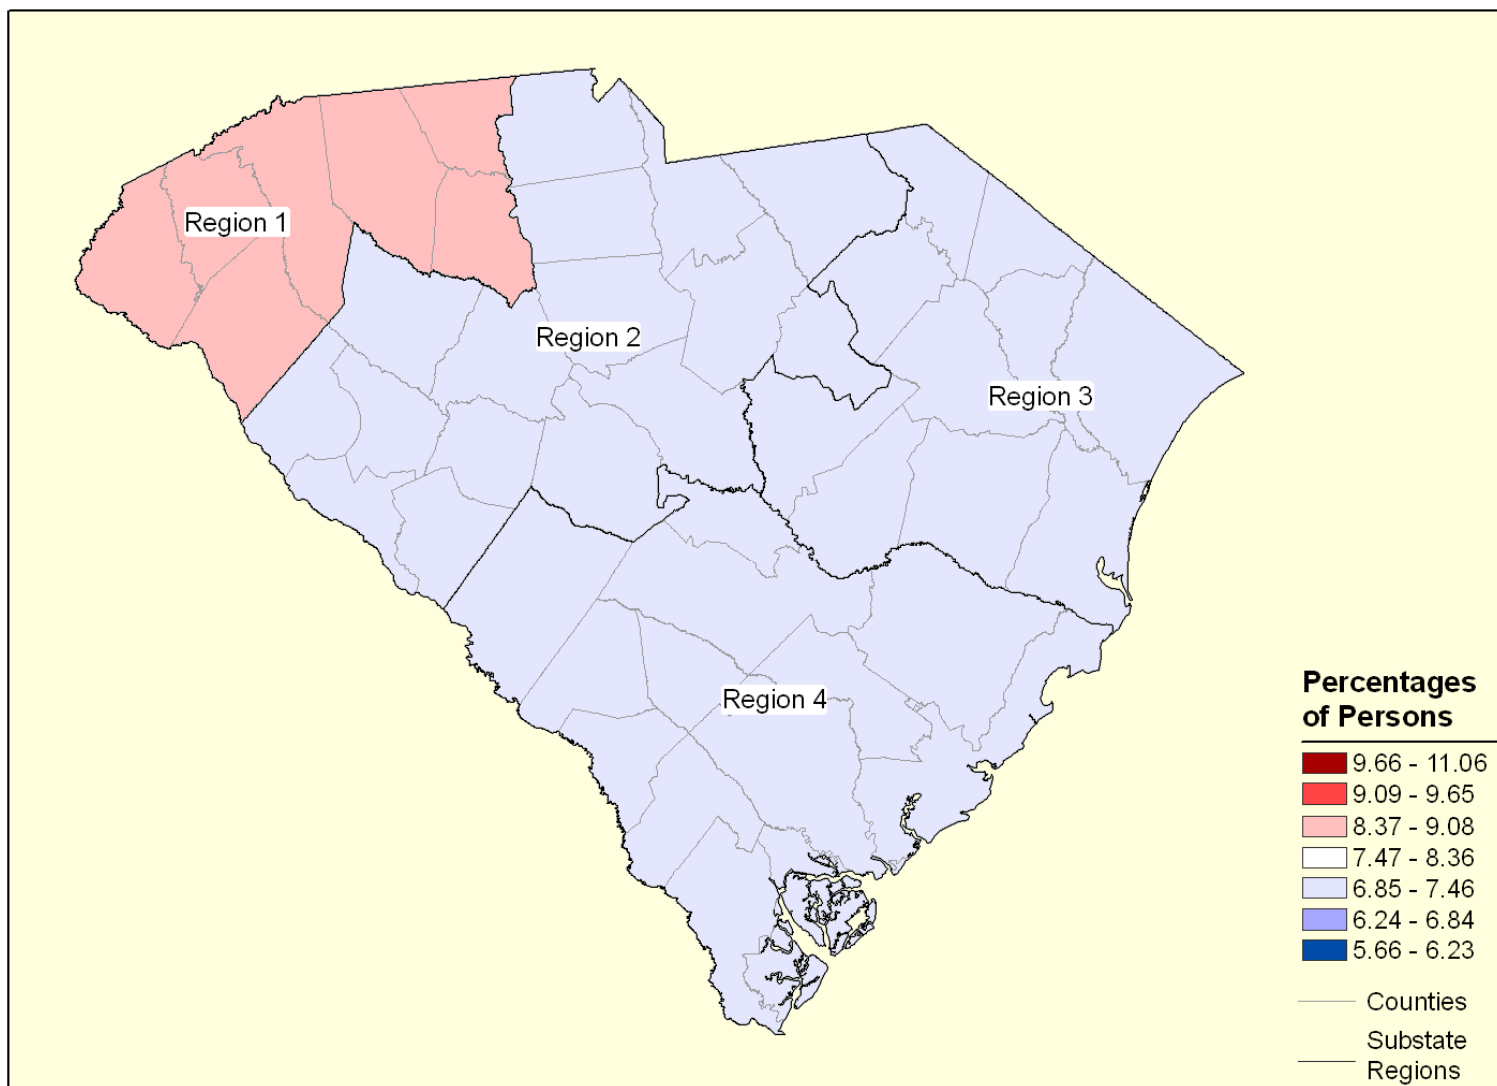 Region 1
Region 2
Region 3
Region 4
Percentages
of Persons
9.66 - 11.06
9.09 - 9.65
8.37 - 9.08
7.47 - 8.36
6.85 - 7.46
6.24 - 6.84
5.66 - 6.23
Counties
Substate
Regions